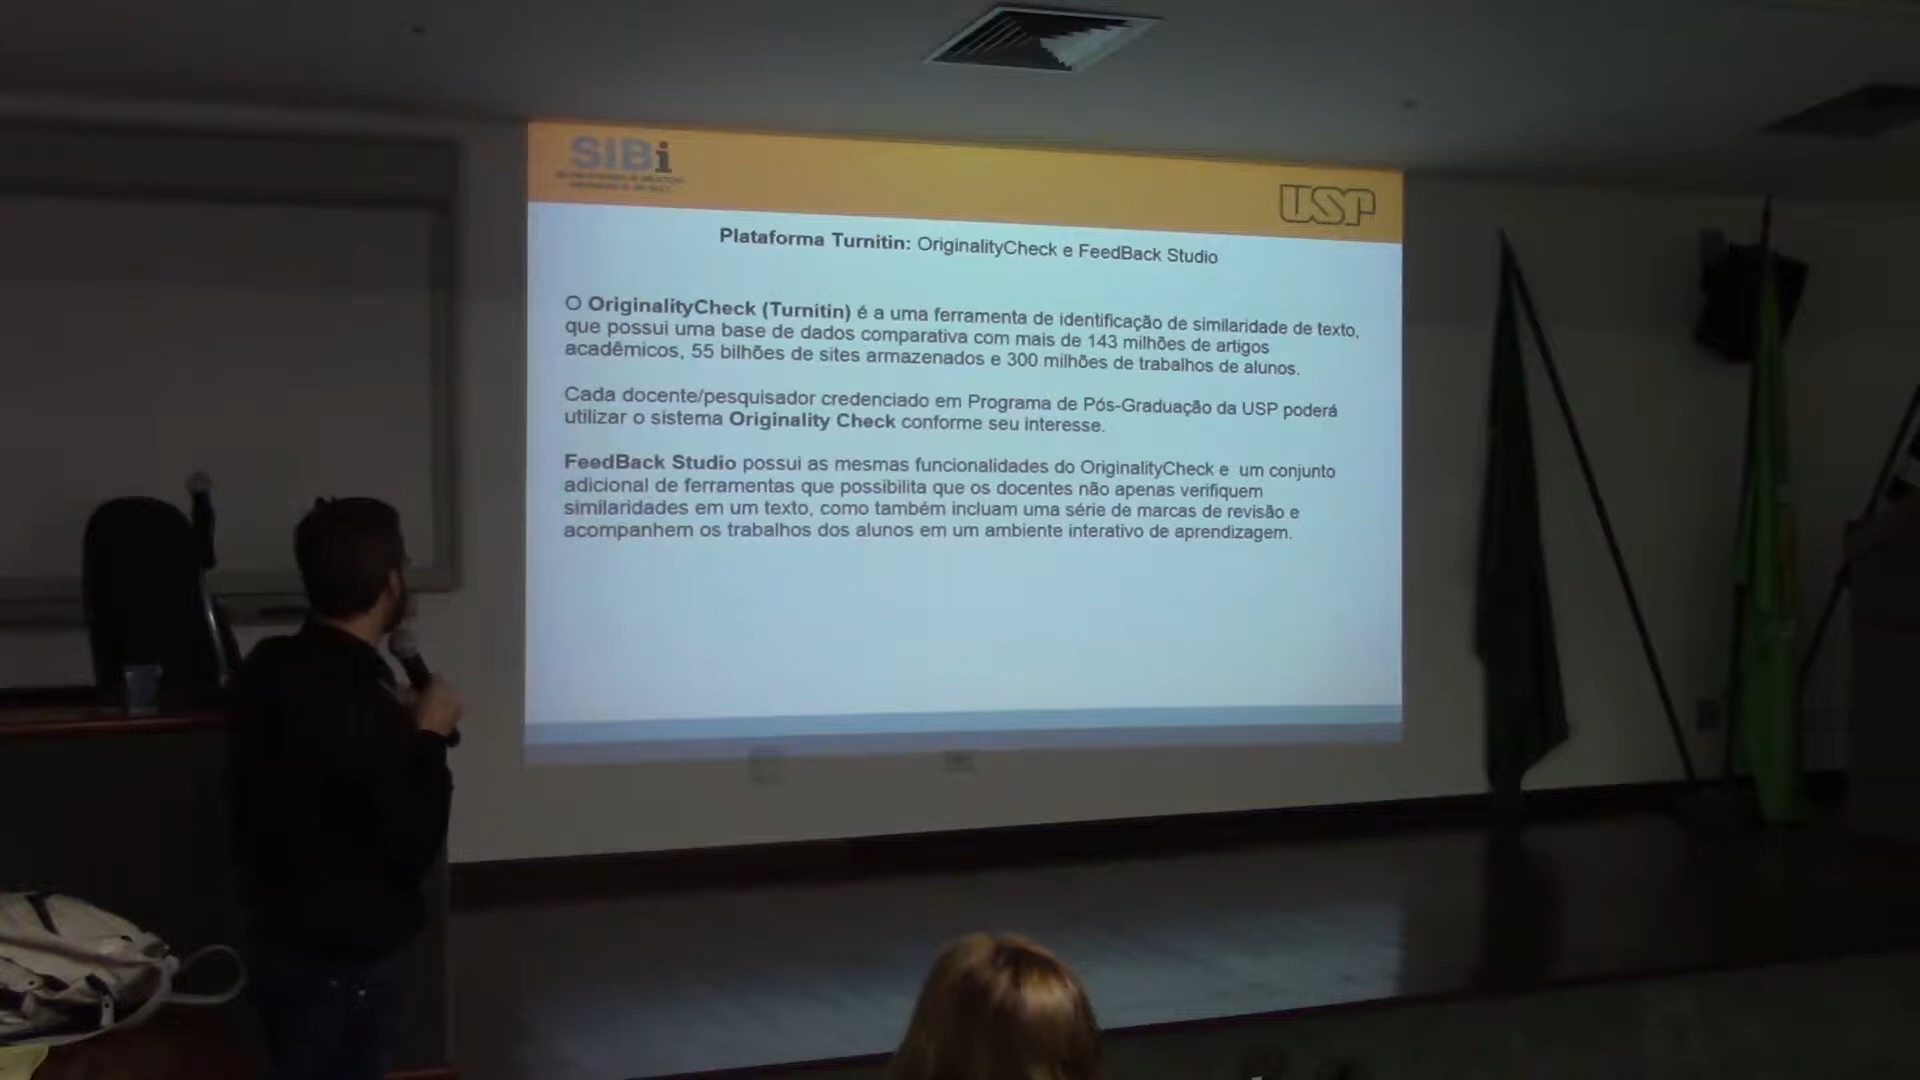 SiBi
USP
Plataforma Turnitin: OriginalityCheck e FeedBack Studio
O OriginalityCheck (Turnitin) é a uma ferramenta de identificação de similaridade de texto,
que possui uma base de dados comparativa com mais de 143 milhões de artigos
acadêmicos, 55 bilhões de sites armazenados e 300 milhões de trabalhos de alunos.
Cada docente/pesquisador credenciado em Programa de Pós-Graduação da USP poderá
utilizar o sistema Originality Check conforme seu interesse.
FeedBack Studio possui as mesmas funcionalidades do OriginalityCheck e um conjunto
adicional de ferramentas que possibilita que os docentes não apenas verifiquem
similaridades em um texto, como também incluam uma série de marcas de revisão e
acompanhem os trabalhos dos alunos em um ambiente interativo de aprendizagem.